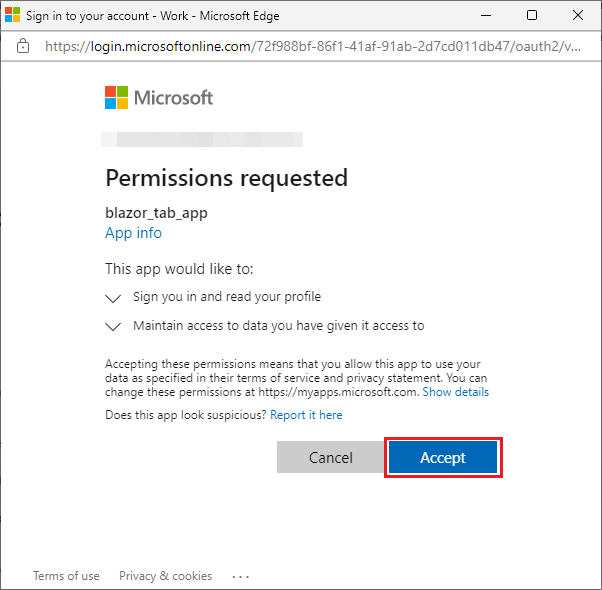 Sign in to your account - Work - Microsoft Edge
https://login.microsoftonline.com/72f988bf-86f1-41af-91ab-2d7cd011db47/oauth2/v...
Microsoft
Permissions requested
blazor_tab_app
App info
This app would like to:
Sign you in and read your profile
Maintain access to data you have given it access to
Accepting these permissions means that you allow this app to use your
data as specified in their terms of service and privacy statement. You can
change these permissions at https://myapps.microsoft.com. Show details
Does this app look suspicious? Report it here
Cancel Accept
Terms of use Privacy & cookies ...